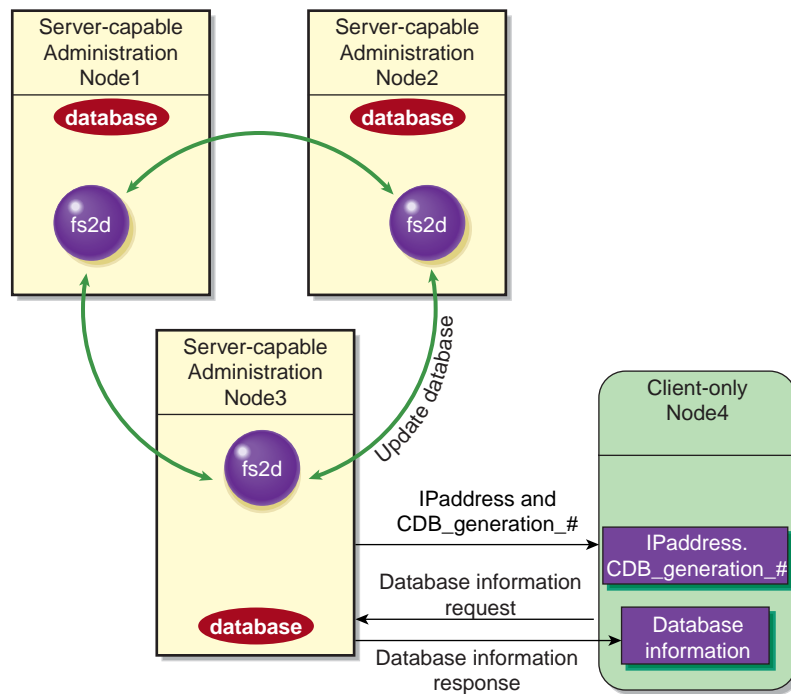 Server-capable
Administration
Node1
database
fs2d
Server-capable
Administration
Node2
database
fs2d
Server-capable
Administration
Node3
fs2d
database
Update database
IPaddress and
CDB_generation_#
Database information
request
Database information
response
Client-only
Node4
IPaddress.
CDB_generation_#
Database
information